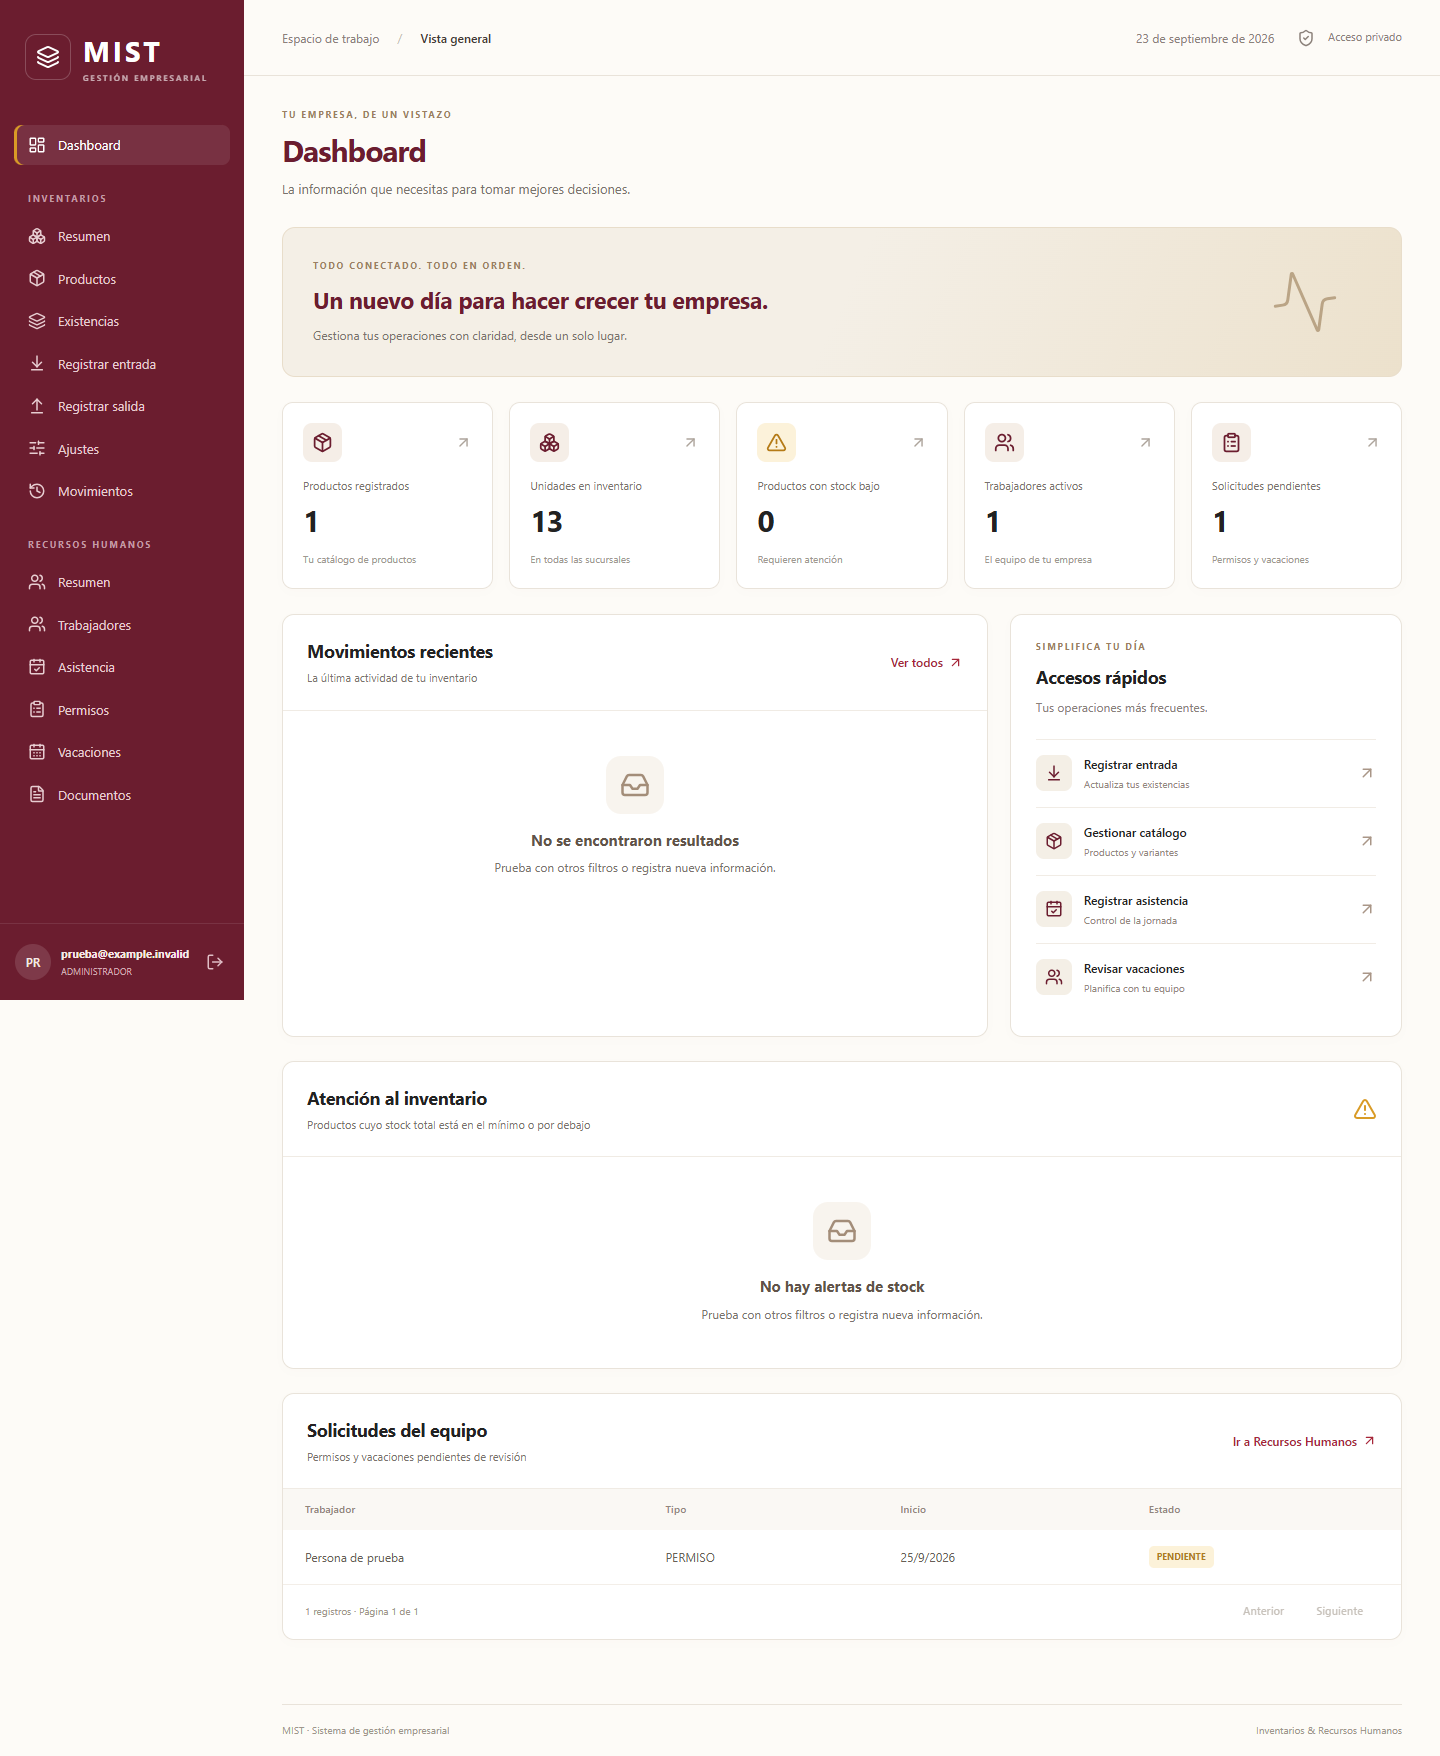 MIST
GESTIÓN EMPRESARIAL
Dashboard
INVENTARIOS
Resumen
Productos
Existencias
Registrar entrada
Registrar salida
Ajustes
Movimientos
RECURSOS HUMANOS
Resumen
Trabajadores
Asistencia
Permisos
Vacaciones
Documentos
PR
prueba@example.invalid
ADMINISTRADOR
Espacio de trabajo / Vista general
23 de septiembre de 2026
Acceso privado
TU EMPRESA, DE UN VISTAZO
Dashboard
La información que necesitas para tomar mejores decisiones.
TODO CONECTADO. TODO EN ORDEN.
Un nuevo día para hacer crecer tu empresa.
Gestiona tus operaciones con claridad, desde un solo lugar.
Productos registrados
1
Tu catálogo de productos
Unidades en inventario
13
En todas las sucursales
Productos con stock bajo
0
Requieren atención
Trabajadores activos
1
El equipo de tu empresa
Solicitudes pendientes
1
Permisos y vacaciones
Movimientos recientes
La última actividad de tu inventario
Ver todos
No se encontraron resultados
Prueba con otros filtros o registra nueva información.
SIMPLIFICA TU DÍA
Accesos rápidos
Tus operaciones más frecuentes.
Registrar entrada
Actualiza tus existencias
Gestionar catálogo
Productos y variantes
Registrar asistencia
Control de la jornada
Revisar vacaciones
Planifica con tu equipo
Atención al inventario
Productos cuyo stock total está en el mínimo o por debajo
No hay alertas de stock
Prueba con otros filtros o registra nueva información.
Solicitudes del equipo
Permisos y vacaciones pendientes de revisión
Ir a Recursos Humanos
Trabajador Tipo Inicio Estado
Persona de prueba PERMISO 25/9/2026 PENDIENTE
1 registros · Página 1 de 1
Anterior Siguiente
MIST · Sistema de gestión empresarial
Inventarios & Recursos Humanos